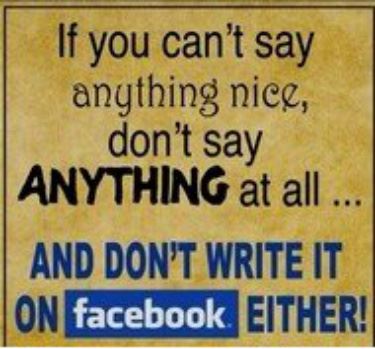 If you can't say
anything nice,
don't say
ANYTHING at all ...
AND DON'T WRITE IT
ON facebook EITHER!